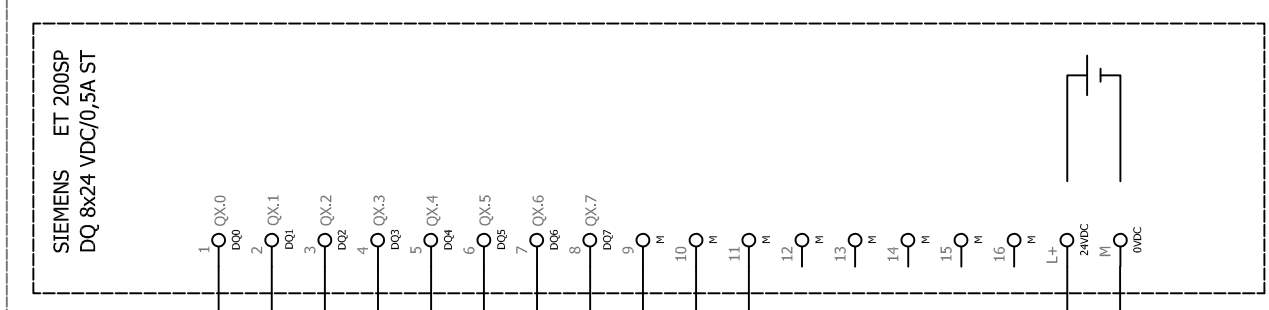 SIEMENS ET 200SP
DQ 8x24 VDC/0,5A ST
QX.0 QX.1 QX.2 QX.3 QX.4 QX.5 QX.6 QX.7
1 DQ0 2 DQ1 3 DQ2 4 DQ3 5 DQ4 6 DQ5 7 DQ6 8 DQ7 9 M 10 M 11 M 12 M 13 M 14 M 15 M 16 M L+ 24VDC M 0VDC